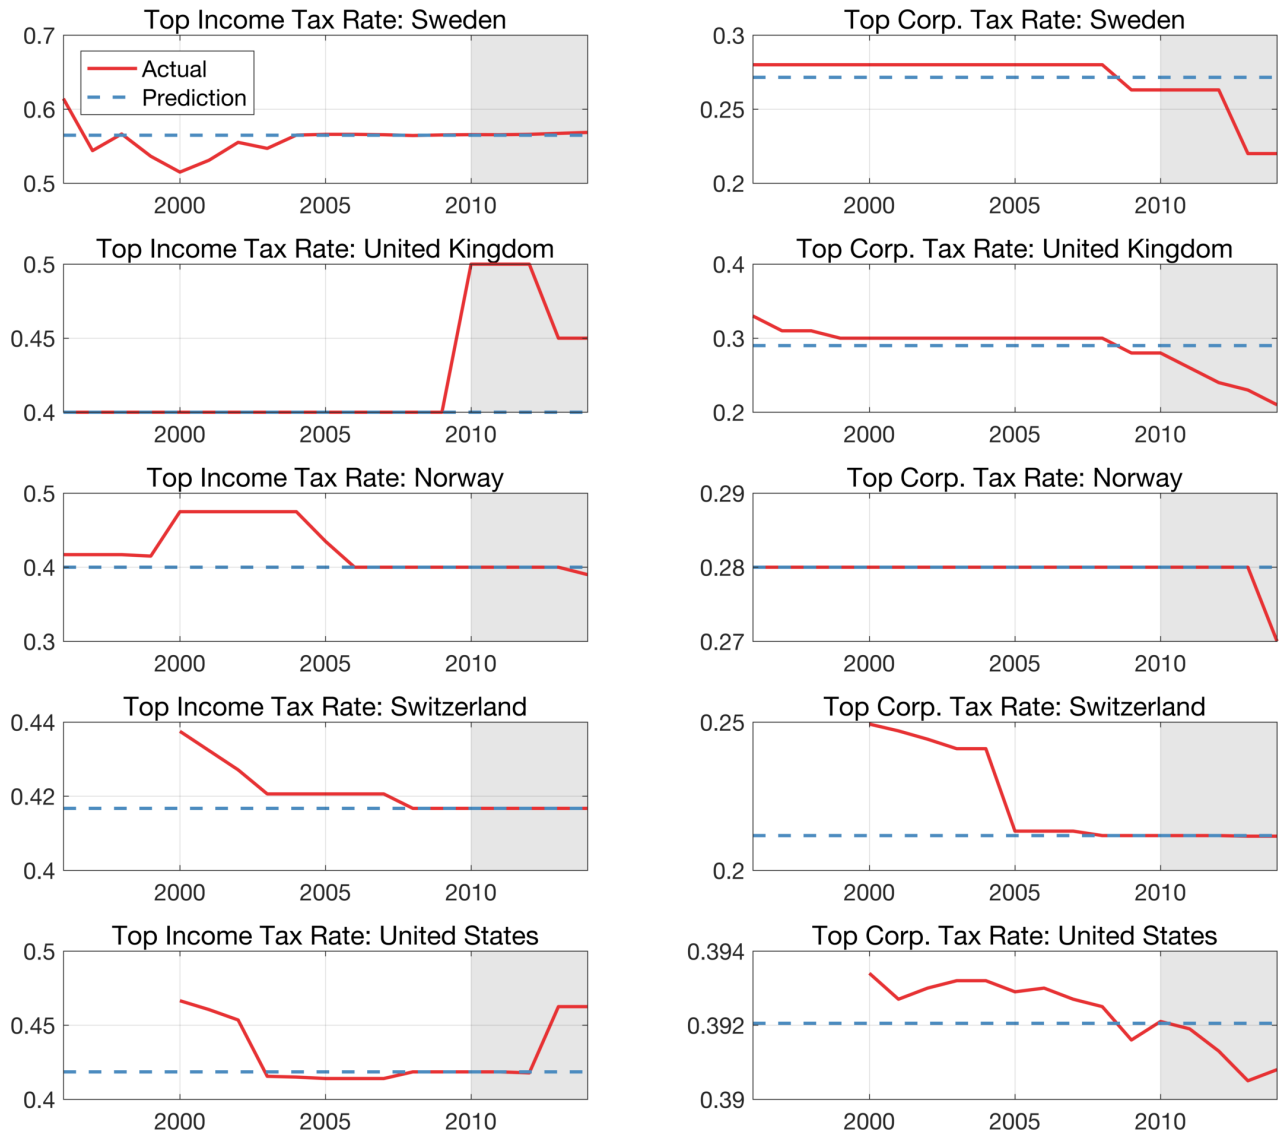 Top Income Tax Rate: Sweden
0.7
0.6
0.5
Actual
Prediction
2000 2005 2010
Top Corp. Tax Rate: Sweden
0.3
0.25
0.2
2000 2005 2010
Top Income Tax Rate: United Kingdom
0.5
0.45
0.4
2000 2005 2010
Top Corp. Tax Rate: United Kingdom
0.4
0.3
0.2
2000 2005 2010
Top Income Tax Rate: Norway
0.5
0.4
0.3
2000 2005 2010
Top Corp. Tax Rate: Norway
0.29
0.28
0.27
2000 2005 2010
Top Income Tax Rate: Switzerland
0.44
0.42
0.4
2000 2005 2010
Top Corp. Tax Rate: Switzerland
0.25
0.2
2000 2005 2010
Top Income Tax Rate: United States
0.5
0.45
0.4
2000 2005 2010
Top Corp. Tax Rate: United States
0.394
0.392
0.39
2000 2005 2010